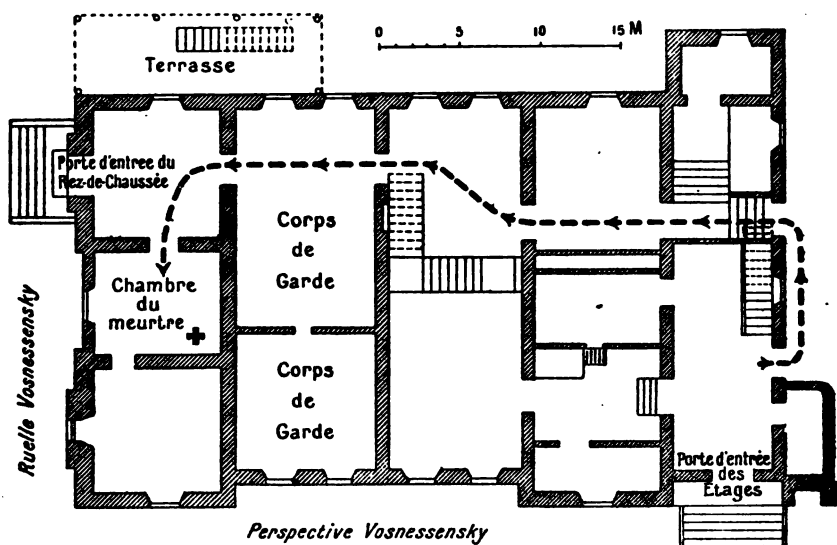 0 5 10 15 M
Terrasse
Porte d'entrée du
Rez-de-Chaussée
Corps
de
Garde
Chambre
du
meurtre
Corps
de
Garde
Ruelle Vosnessensky
Porte d'entrée
des
Etages
Perspective Vosnessensky